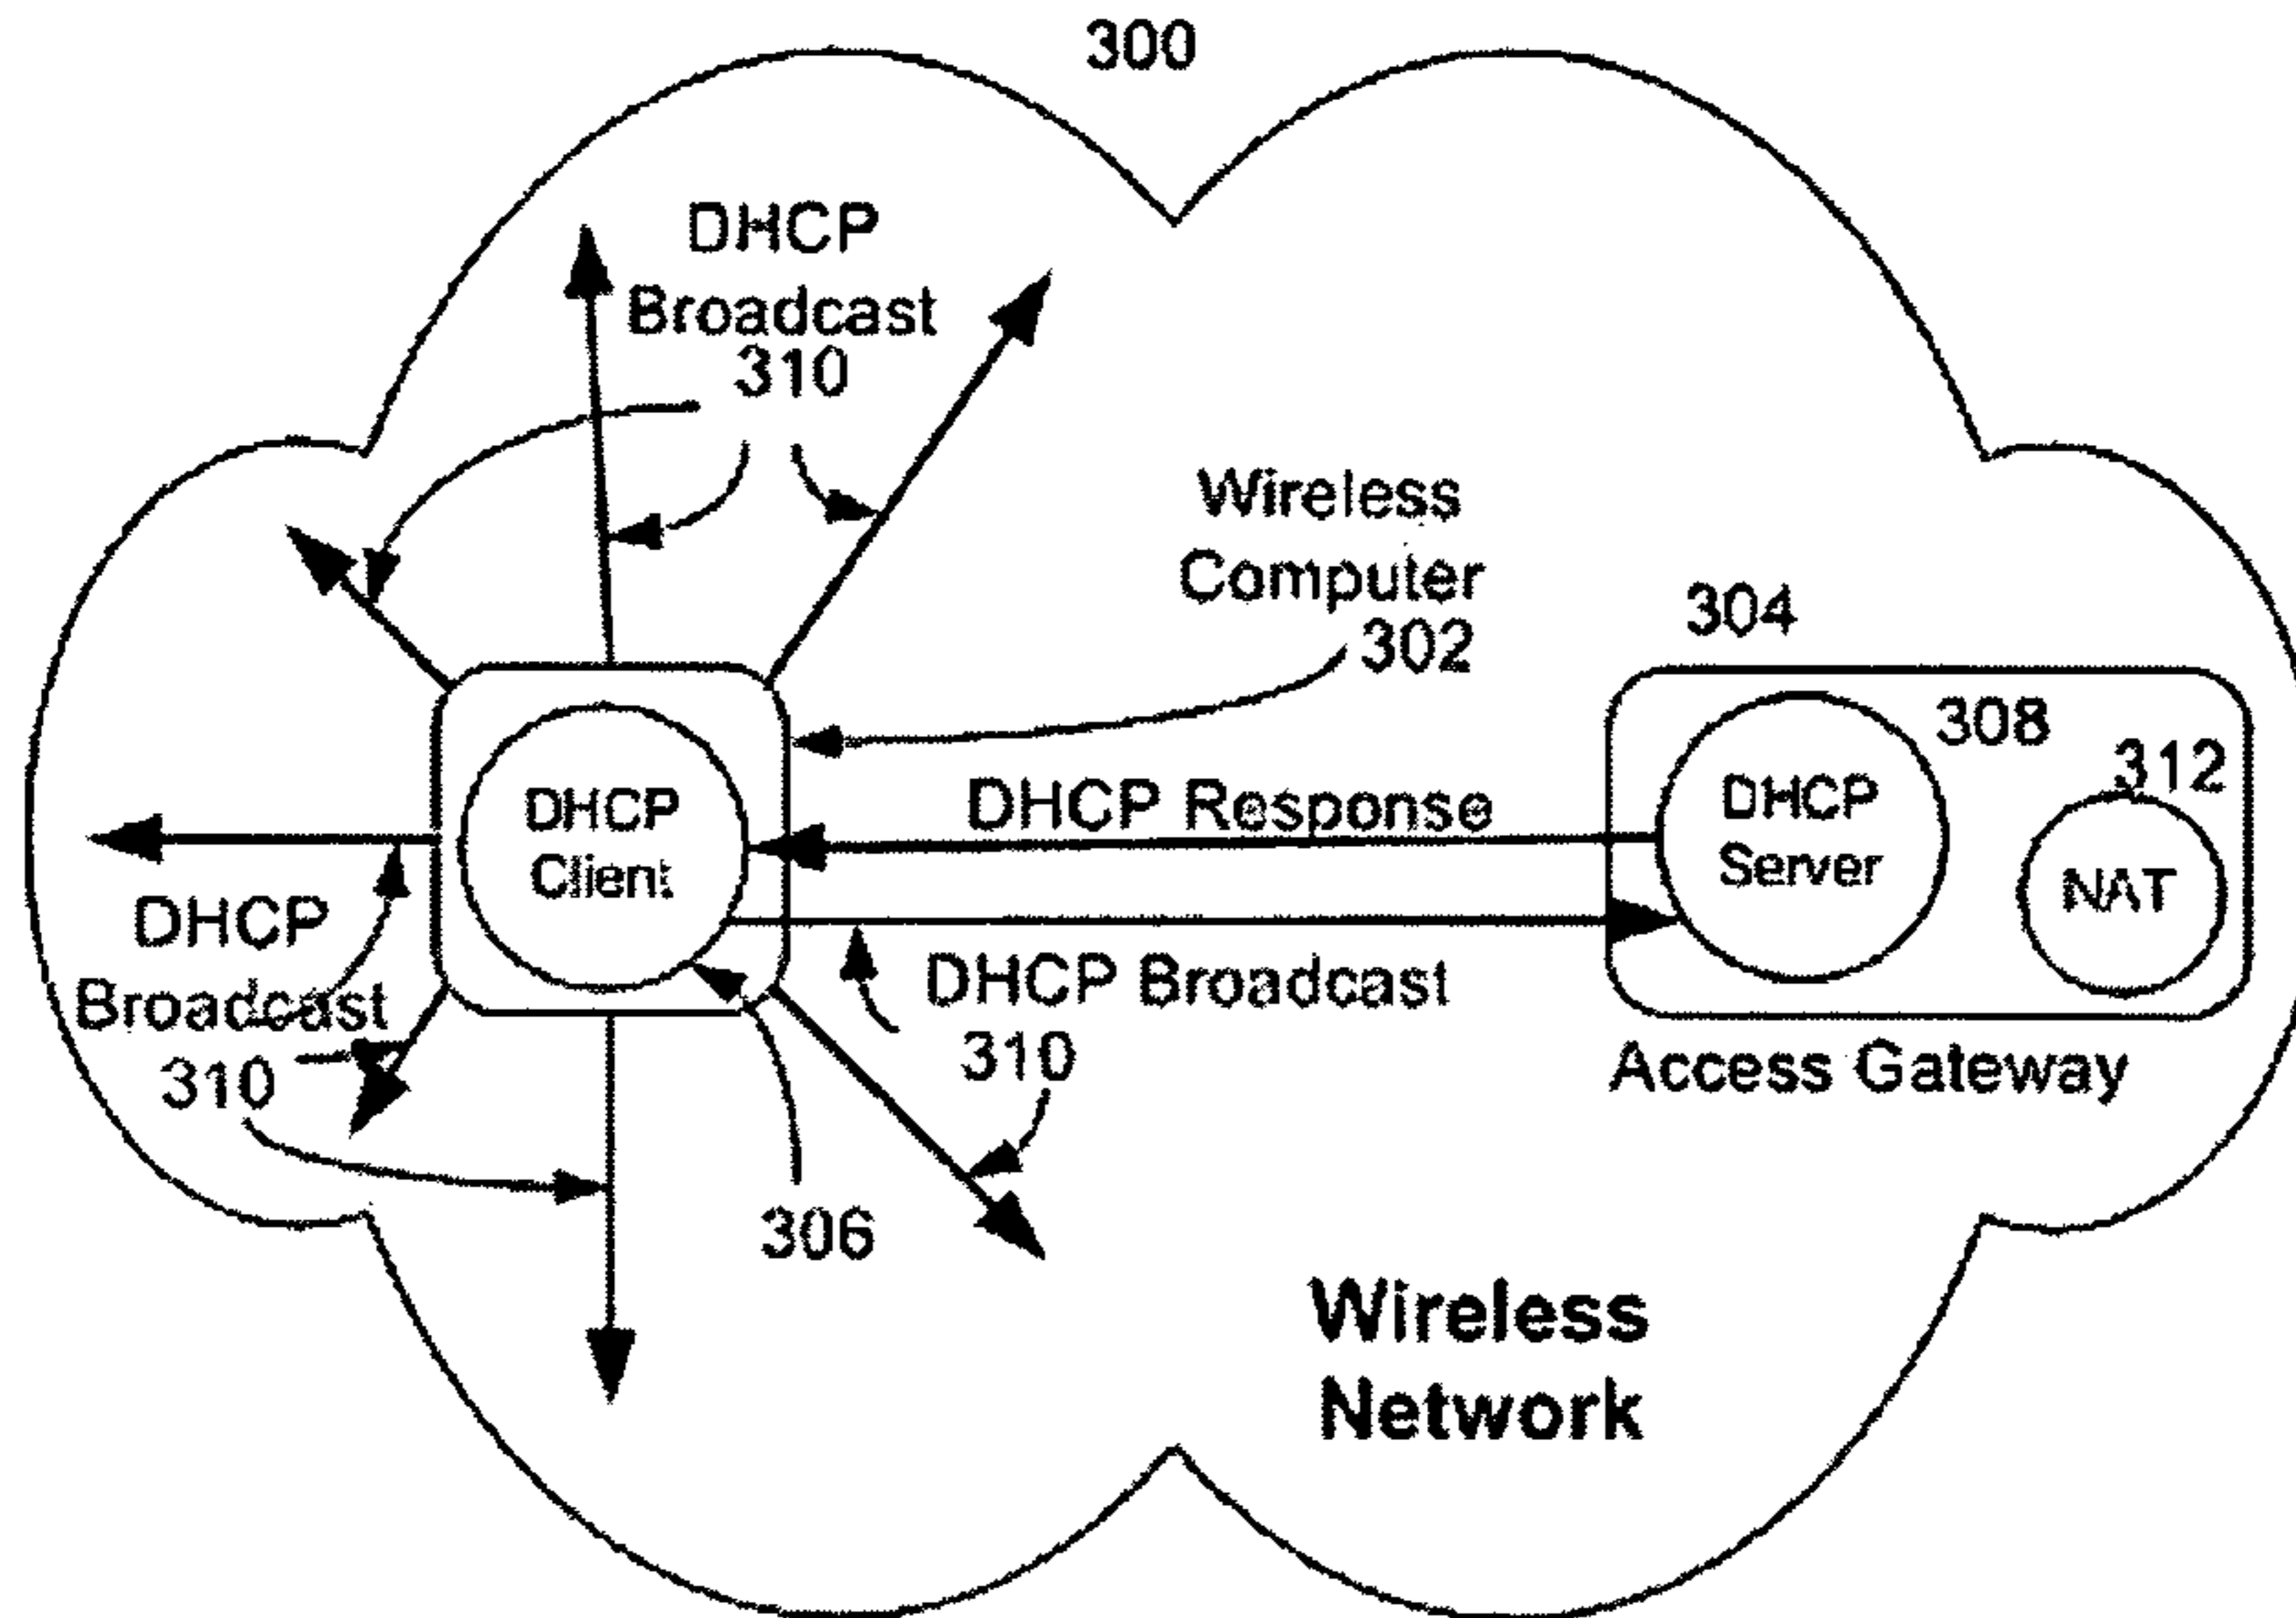 300
DHCP
Broadcast
310
Wireless
Computer
302
304
308
312
DHCP
Server
NAT
DHCP Response
DHCP
Client
DHCP
Broadcast
310
DHCP Broadcast
310
Access Gateway
306
Wireless
Network